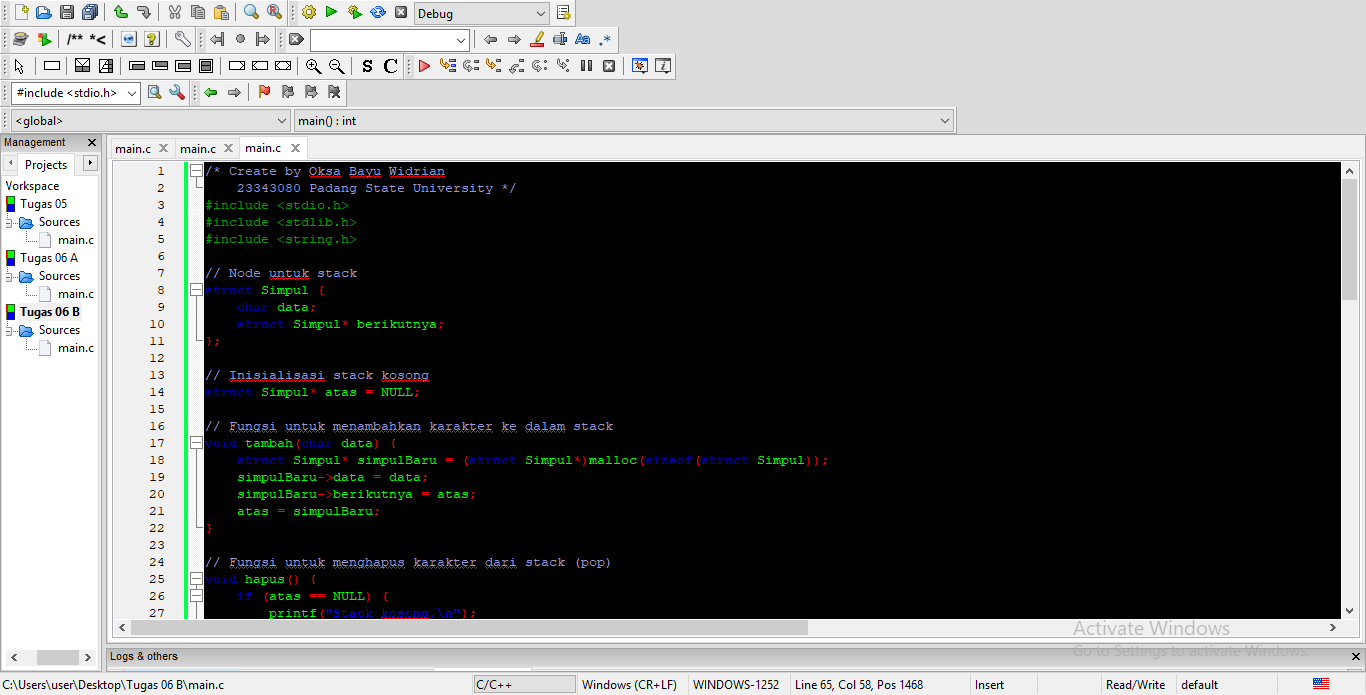 Debug
/** *<
S C
#include <stdio.h>
<global> main() : int
Management
Projects
Workspace
Tugas 05
Sources
main.c
Tugas 06 A
Sources
main.c
Tugas 06 B
Sources
main.c
main.c main.c main.c
1 /* Create by Oksa Bayu Widrian
2 23343080 Padang State University */
3 #include <stdio.h>
4 #include <stdlib.h>
5 #include <string.h>
6
7 // Node untuk stack
8 struct Simpul {
9 char data;
10 struct Simpul* berikutnya;
11 };
12
13 // Inisialisasi stack kosong
14 struct Simpul* atas = NULL;
15
16 // Fungsi untuk menambahkan karakter ke dalam stack
17 void tambah(char data) {
18 struct Simpul* simpulBaru = (struct Simpul*)malloc(sizeof(struct Simpul));
19 simpulBaru->data = data;
20 simpulBaru->berikutnya = atas;
21 atas = simpulBaru;
22 }
23
24 // Fungsi untuk menghapus karakter dari stack (pop)
25 void hapus() {
26 if (atas == NULL) {
27 printf("Stack kosong.\n");
Activate Windows
Go to Settings to activate Windows.
Logs & others
C:\Users\user\Desktop\Tugas 06 B\main.c C/C++ Windows (CR+LF) WINDOWS-1252 Line 65, Col 58, Pos 1468 Insert Read/Write default